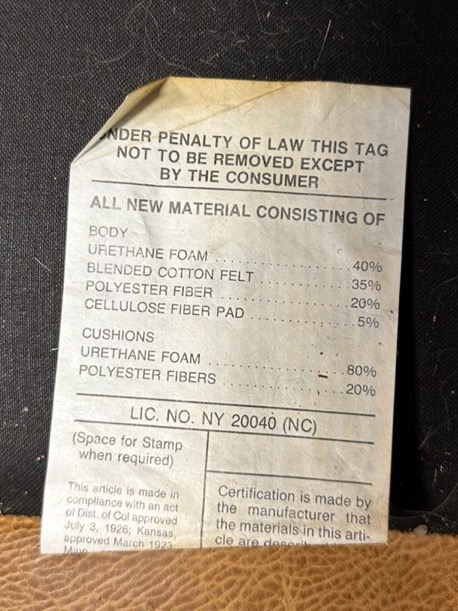 UNDER PENALTY OF LAW THIS TAG
NOT TO BE REMOVED EXCEPT
BY THE CONSUMER
ALL NEW MATERIAL CONSISTING OF
BODY
URETHANE FOAM ........................ 40%
BLENDED COTTON FELT ............... 35%
POLYESTER FIBER ..................... 20%
CELLULOSE FIBER PAD ................. 5%
CUSHIONS
URETHANE FOAM ........................ 80%
POLYESTER FIBERS .................... 20%
LIC. NO. NY 20040 (NC)
(Space for Stamp
when required)
This article is made in
compliance with an act
of Dist. of Col approved
July 3, 1926; Kansas,
approved March 1923;
Minn
Certification is made by
the manufacturer that
the materials in this arti-
cle are